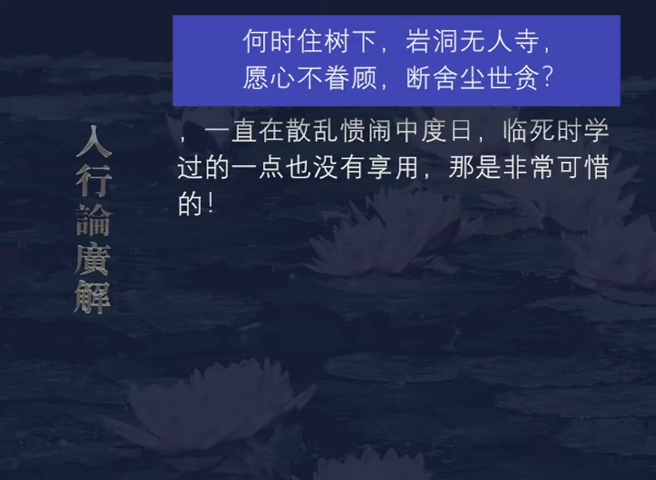 何时住树下，岩洞无人寺，
愿心不眷顾，断舍尘世贪？
，一直在散乱愦闹中度日，临死时学
过的一点也没有享用，那是非常可惜
的！
入行論廣解